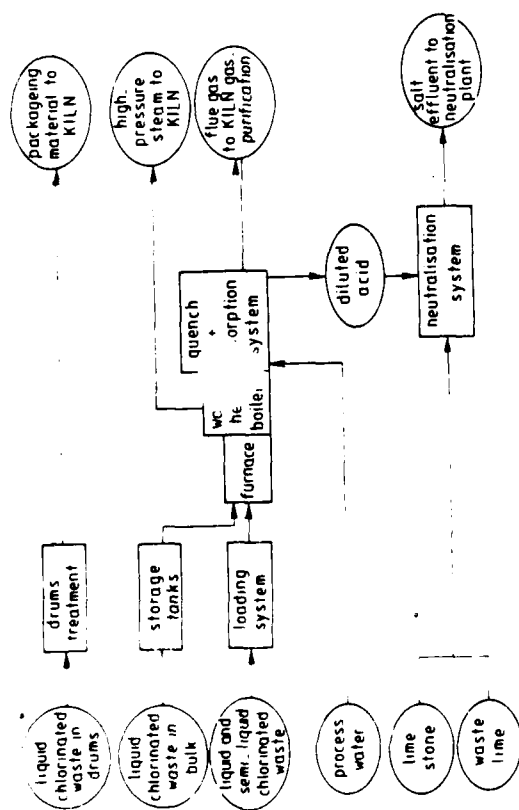 liquid
chlorinated
waste in
drums
drums
treatment
packageing
material to
KILN
liquid
chlorinated
waste in
bulk
storage
tanks
high
pressure
steam to
KILN
liquid and
semi liquid
chlorinated
waste
loading
system
furnace
boiler
quench
+
system
flue gas
to KILN gas
purification
process
water
diluted
acid
lime
stone
waste
lime
neutralisation
system
salt
effluent to
neutralisation
plant